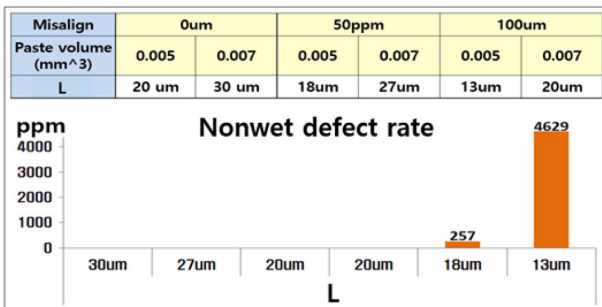 Misalign 0um 50ppm 100um
Paste volume (mm^3) 0.005 0.007 0.005 0.007 0.005 0.007
L 20 um 30 um 18um 27um 13um 20um
ppm Nonwet defect rate
4629
4000
3000
2000
1000
257
0
30um 27um 20um 20um 18um 13um
L